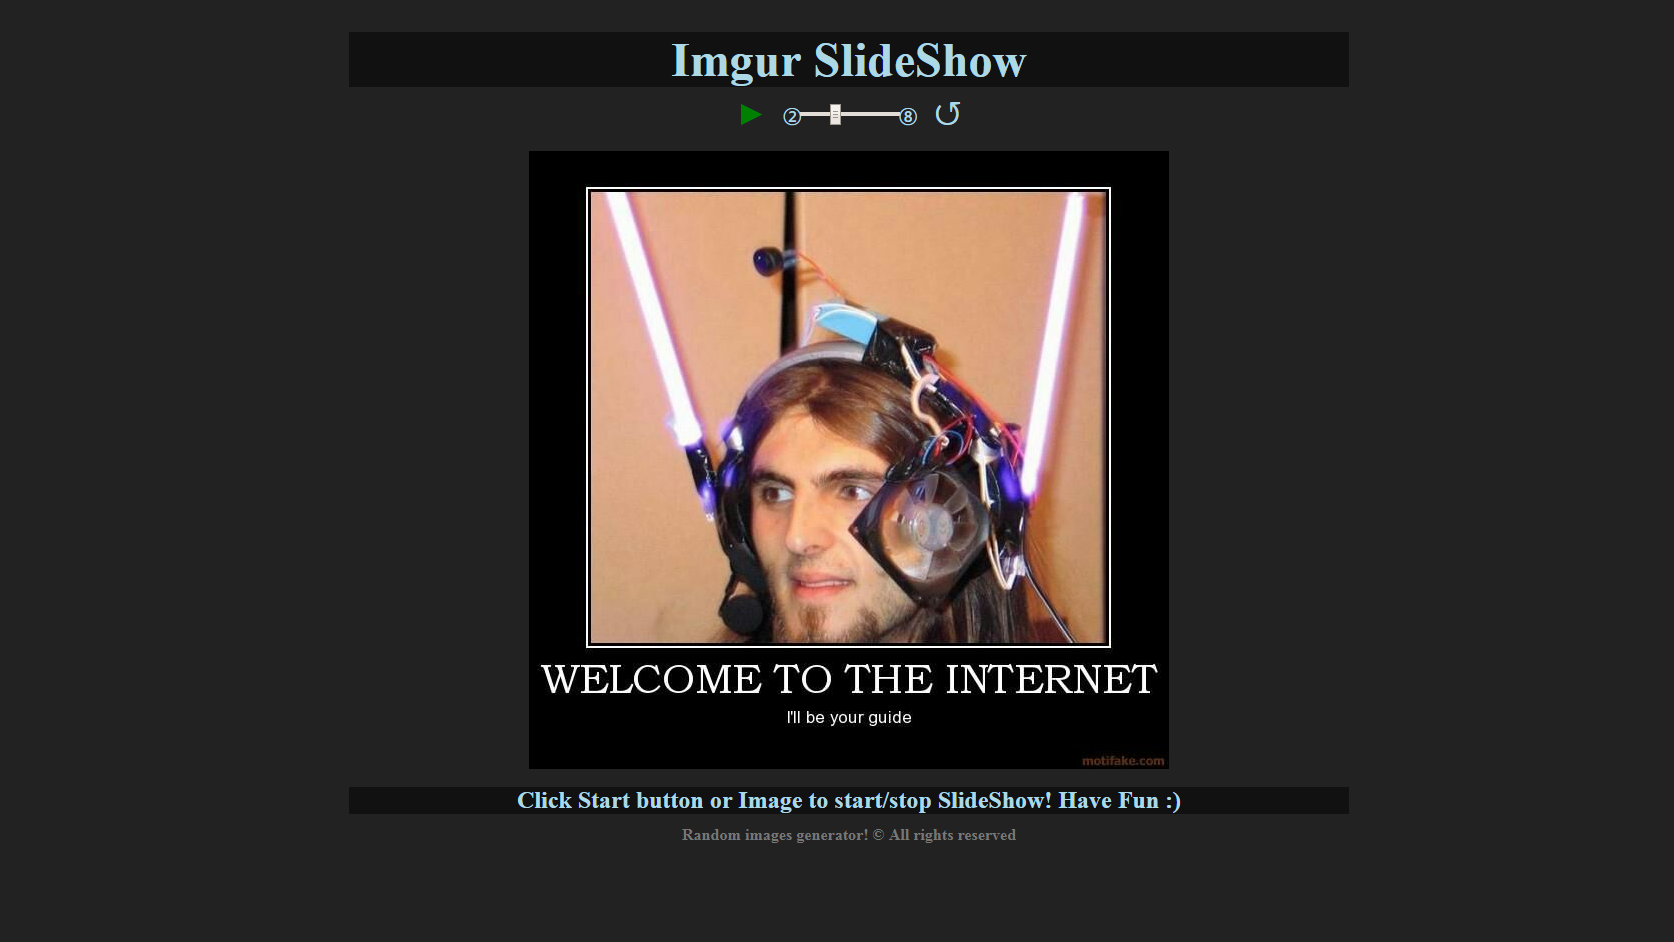 Imgur SlideShow
② ⑧
WELCOME TO THE INTERNET
I'll be your guide
motifake.com
Click Start button or Image to start/stop SlideShow! Have Fun :)
Random images generator! © All rights reserved